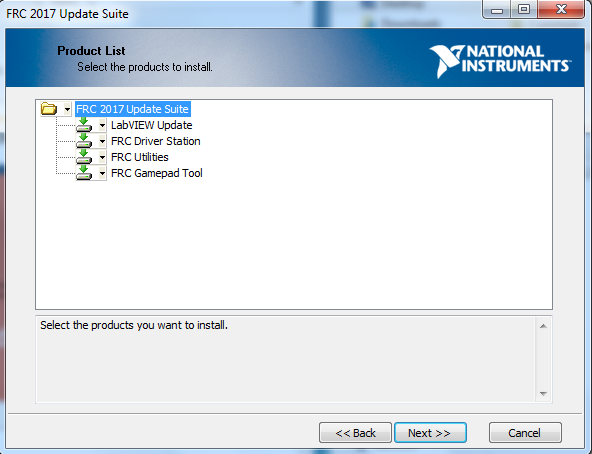 FRC 2017 Update Suite
Product List
Select the products to install.
NATIONAL
INSTRUMENTS
FRC 2017 Update Suite
LabVIEW Update
FRC Driver Station
FRC Utilities
FRC Gamepad Tool
Select the products you want to install.
<< Back
Next >>
Cancel